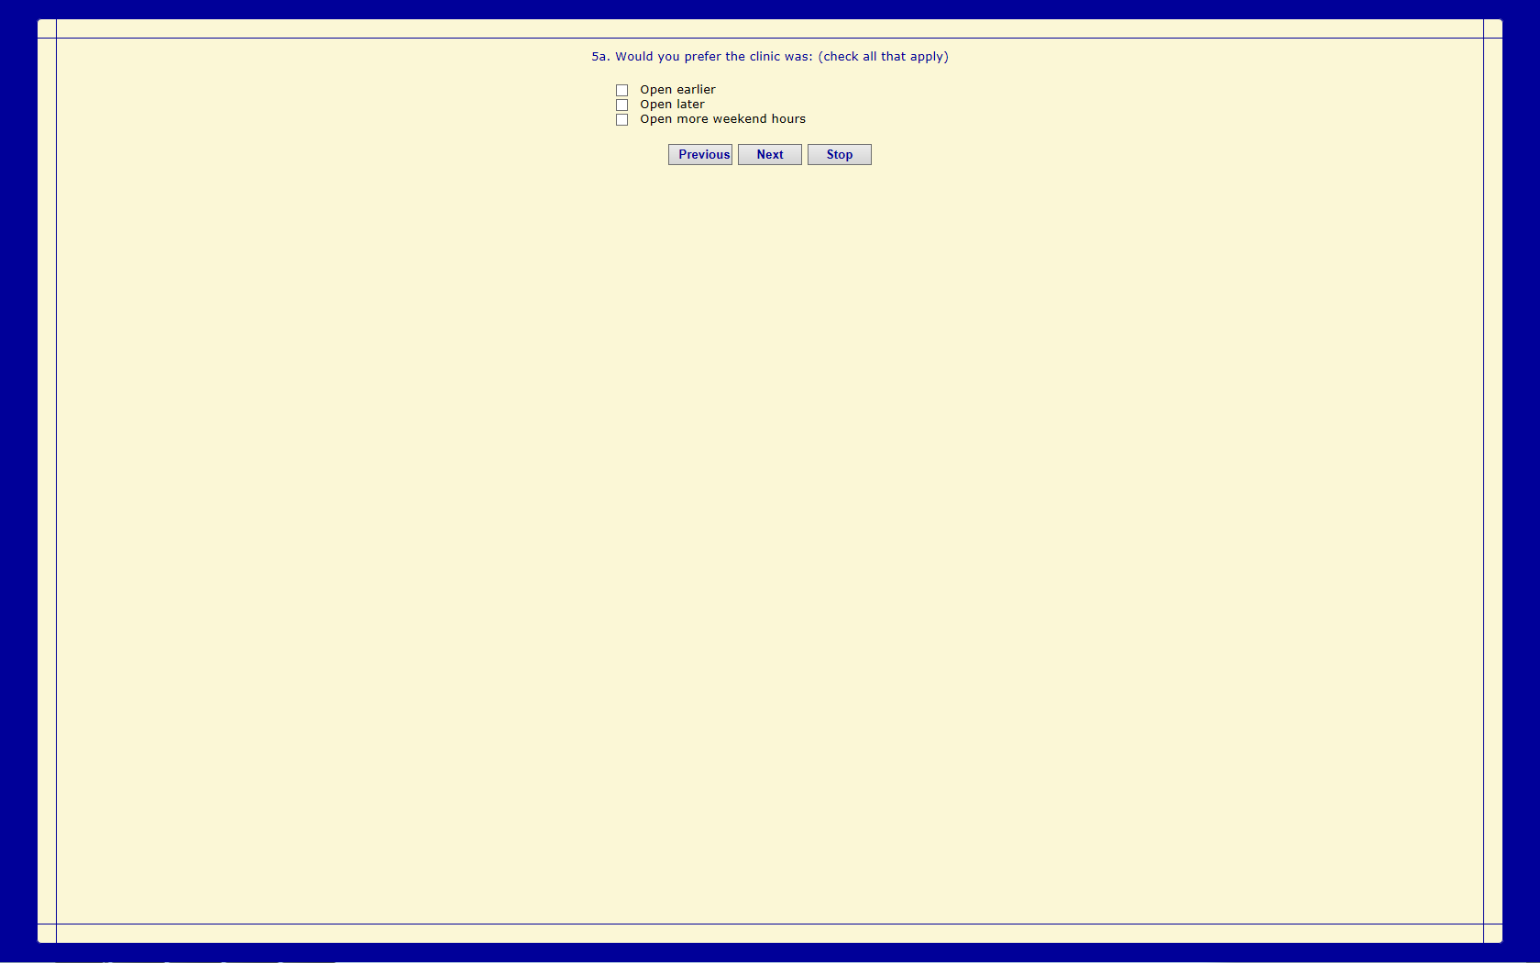 5a. Would you prefer the clinic was: (check all that apply)
Open earlier
Open later
Open more weekend hours
Previous Next Stop